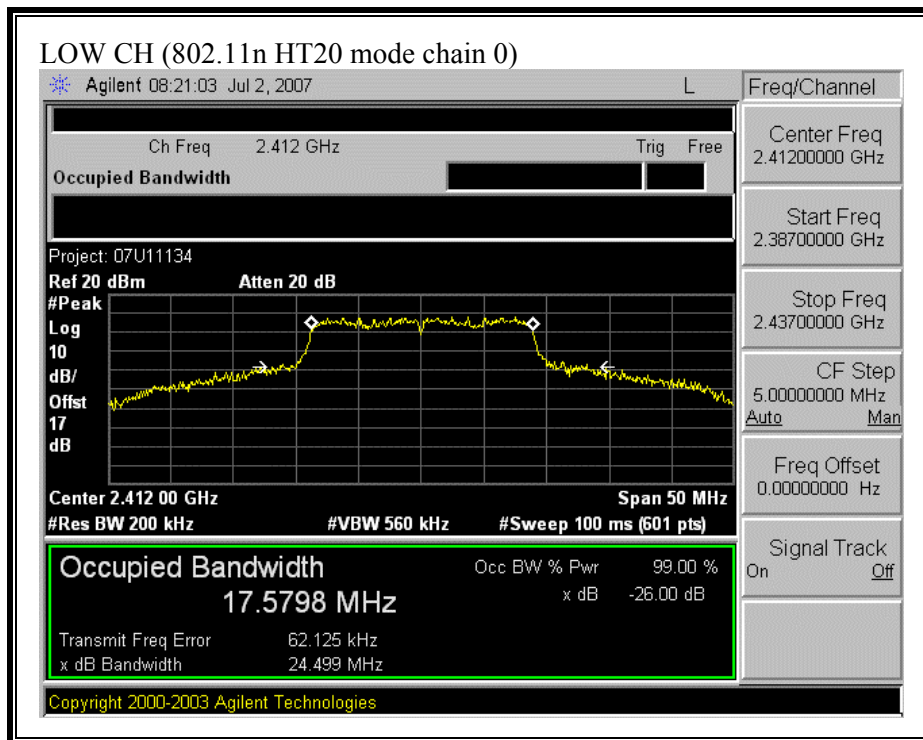 LOW CH (802.11n HT20 mode chain 0)
Agilent 08:21:03 Jul 2, 2007 L
Freq/Channel
Ch Freq 2.412 GHz Trig Free
Occupied Bandwidth
Center Freq
2.41200000 GHz
Start Freq
2.38700000 GHz
Stop Freq
2.43700000 GHz
CF Step
5.00000000 MHz
Auto Man
Freq Offset
0.00000000 Hz
Signal Track
On Off
Project: 07U11134
Ref 20 dBm Atten 20 dB
#Peak
Log
10
dB/
Offst
17
dB
Center 2.412 00 GHz Span 50 MHz
#Res BW 200 kHz #VBW 560 kHz #Sweep 100 ms (601 pts)
Occupied Bandwidth Occ BW % Pwr 99.00 %
17.5798 MHz x dB -26.00 dB
Transmit Freq Error 62.125 kHz
x dB Bandwidth 24.499 MHz
Copyright 2000-2003 Agilent Technologies